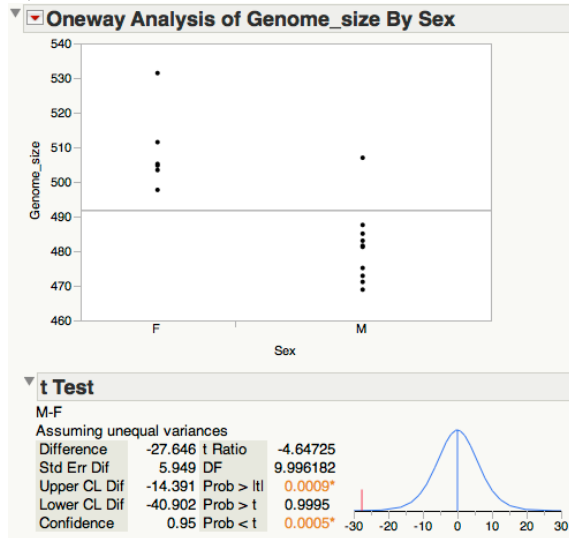 Oneway Analysis of Genome_size By Sex
540
530
520
510
500
490
480
470
460
Genome_size
F M
Sex
t Test
M-F
Assuming unequal variances
Difference -27.646 t Ratio -4.64725
Std Err Dif 5.949 DF 9.996182
Upper CL Dif -14.391 Prob > |t| 0.0009*
Lower CL Dif -40.902 Prob > t 0.9995
Confidence 0.95 Prob < t 0.0005*
-30 -20 -10 0 10 20 30